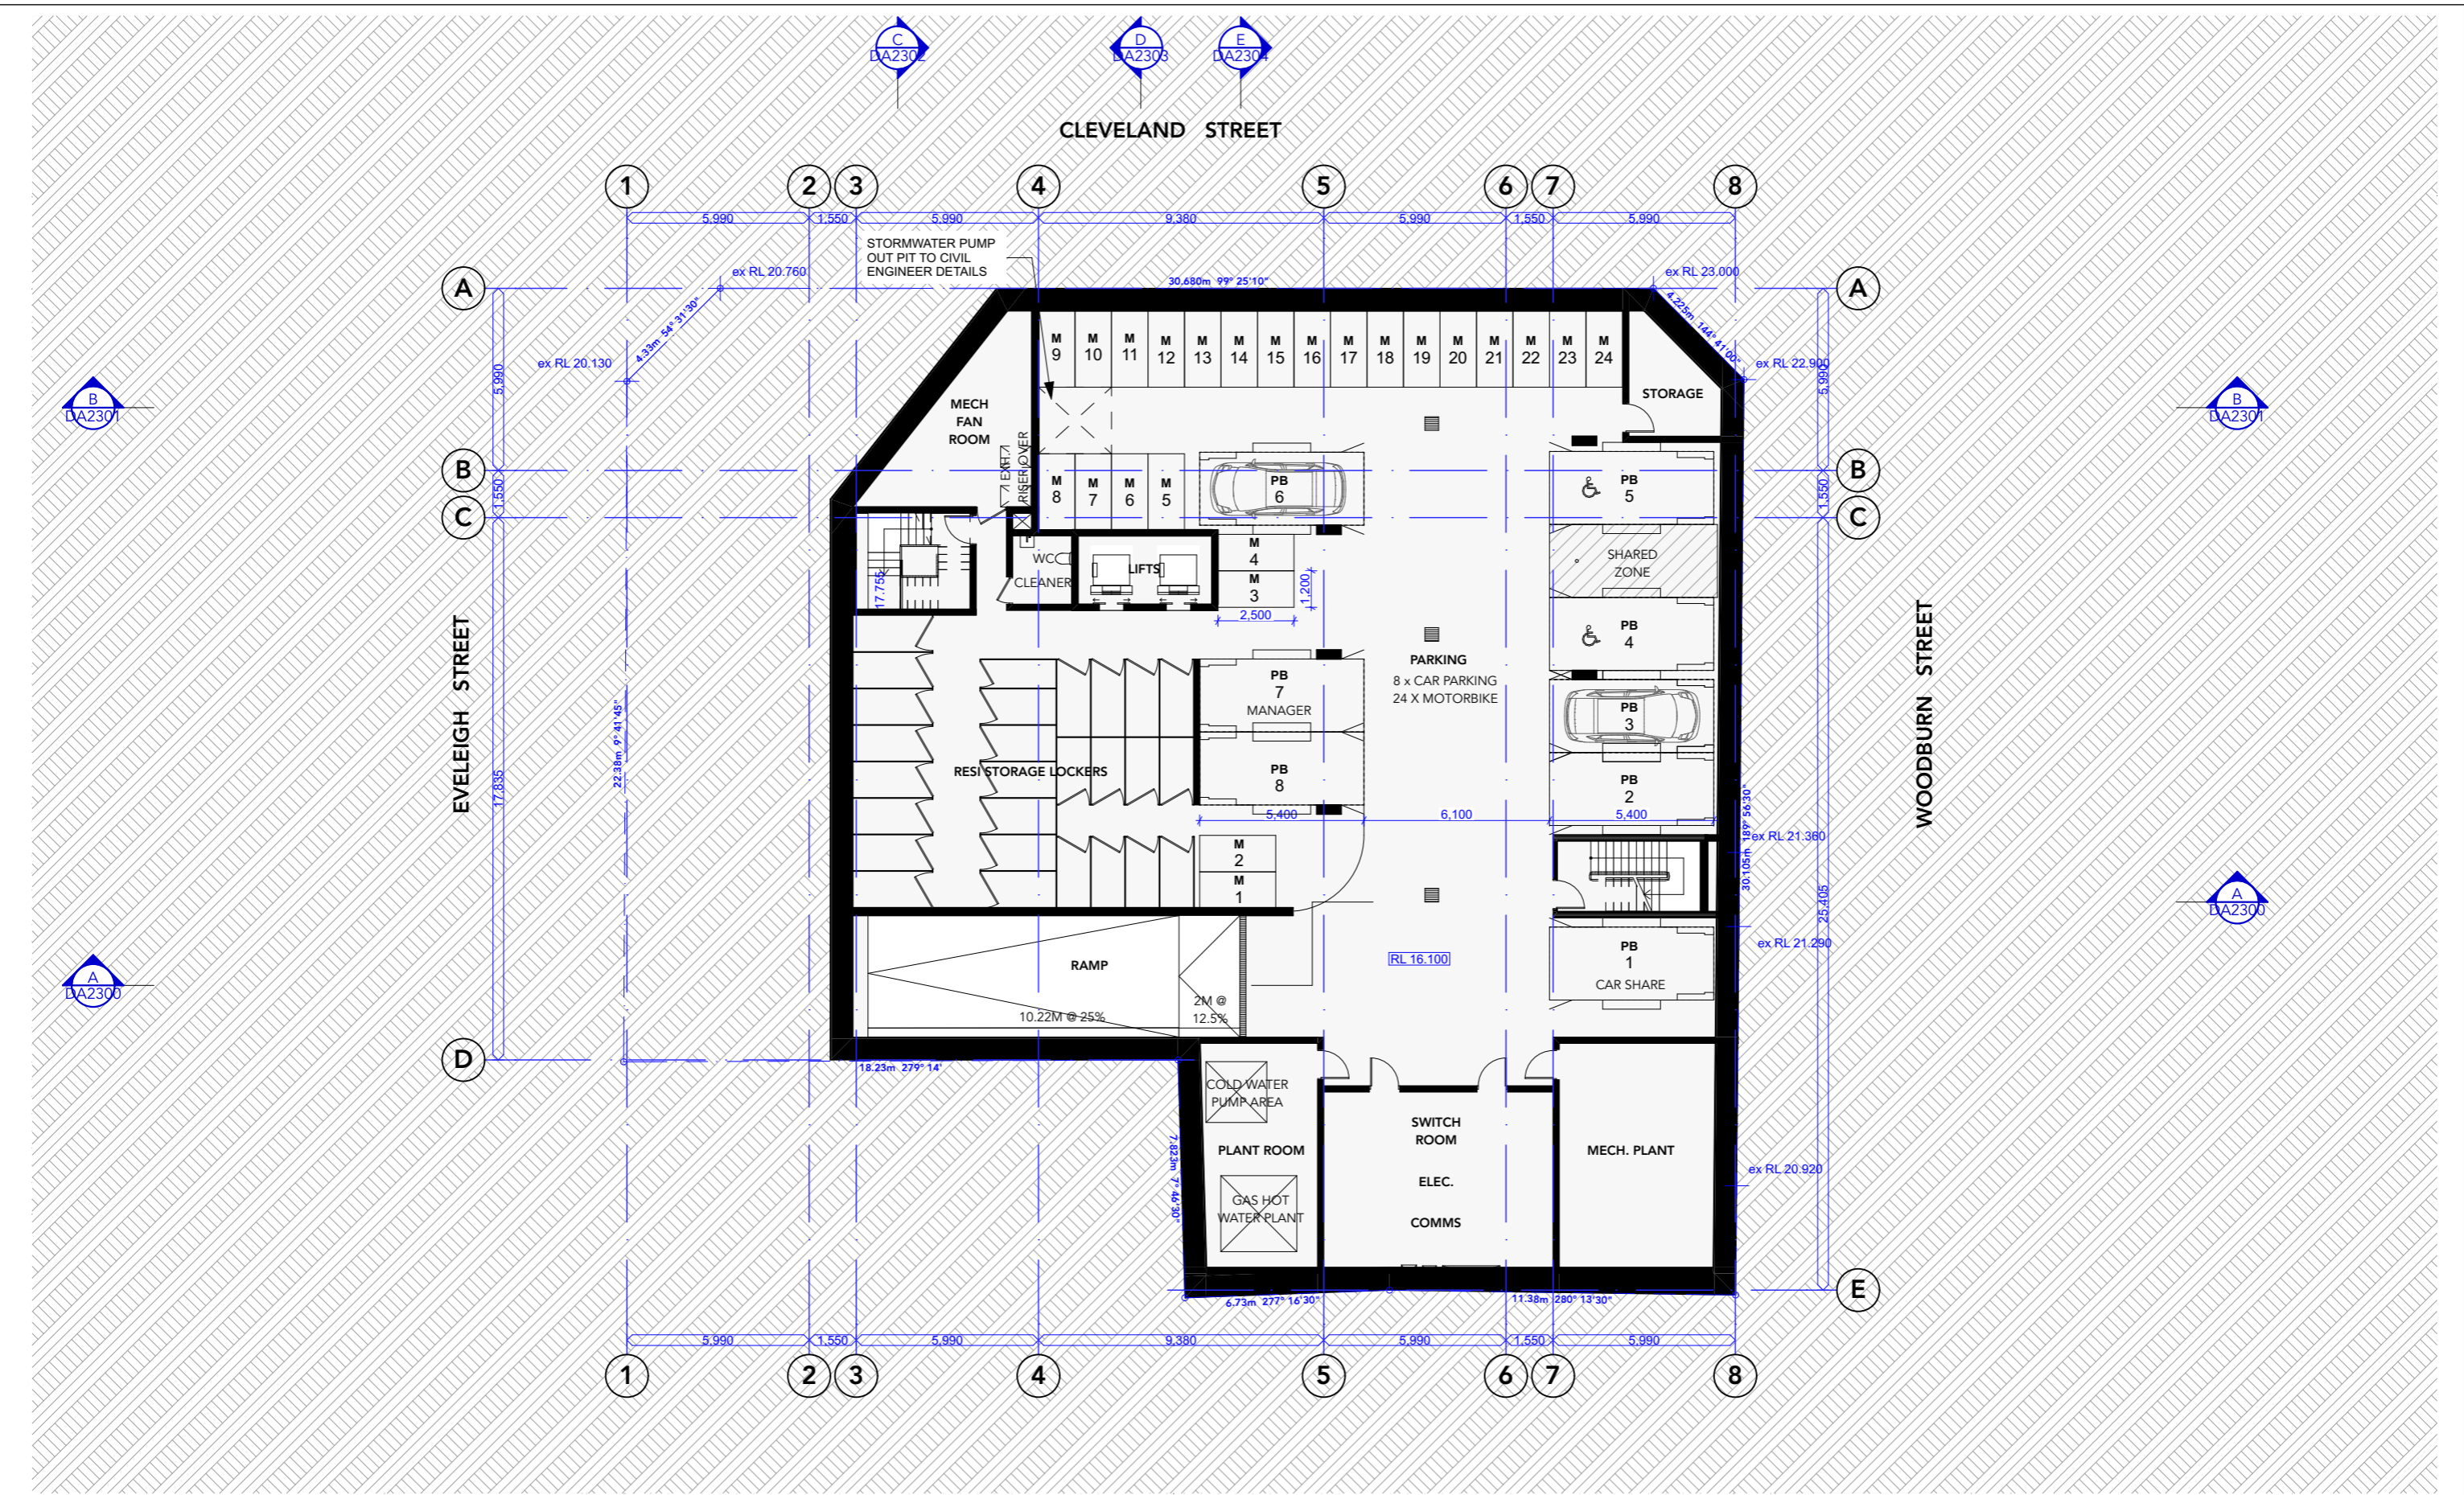 C
DA2302
D
DA2303
E
DA2304
CLEVELAND STREET
1
2
3
4
5
6
7
8
5,990
1,550
5,990
9,380
5,990
1,550
5,990
STORMWATER PUMP
OUT PIT TO CIVIL
ENGINEER DETAILS
ex RL 20.760
30.680m 99° 25'10"
ex RL 23.000
A
A
4.33m 54° 31'30"
4.225m 144° 41'00"
ex RL 20.130
ex RL 22.900
5,990
5,990
B
DA2301
B
DA2301
M
9
M
10
M
11
M
12
M
13
M
14
M
15
M
16
M
17
M
18
M
19
M
20
M
21
M
22
M
23
M
24
STORAGE
MECH
FAN
ROOM
EXH.
RISER OVER
B
B
1,550
1,550
C
C
M
8
M
7
M
6
M
5
PB
6
PB
5
WC
CLEANER
LIFTS
M
4
M
3
1,200
2,500
SHARED
ZONE
17.755
PB
4
EVELEIGH STREET
WOODBURN STREET
PARKING
8 x CAR PARKING
24 X MOTORBIKE
PB
7
MANAGER
PB
3
22.38m 9° 41'45"
17,835
RESI STORAGE LOCKERS
PB
8
PB
2
5,400
6,100
5,400
ex RL 21.360
30.105m 189° 56'30"
M
2
M
1
25,405
A
DA2300
A
DA2300
RAMP
10.22M @ 25%
2M @
12.5%
RL 16.100
PB
1
CAR SHARE
ex RL 21.290
D
18.23m 279° 14'
COLD WATER
PUMP AREA
PLANT ROOM
GAS HOT
WATER PLANT
SWITCH
ROOM
ELEC.
COMMS
MECH. PLANT
7.823m 7° 46'30"
ex RL 20.920
E
6.73m 277° 16'30"
11.38m 280° 13'30"
5,990
1,550
5,990
9,380
5,990
1,550
5,990
1
2
3
4
5
6
7
8